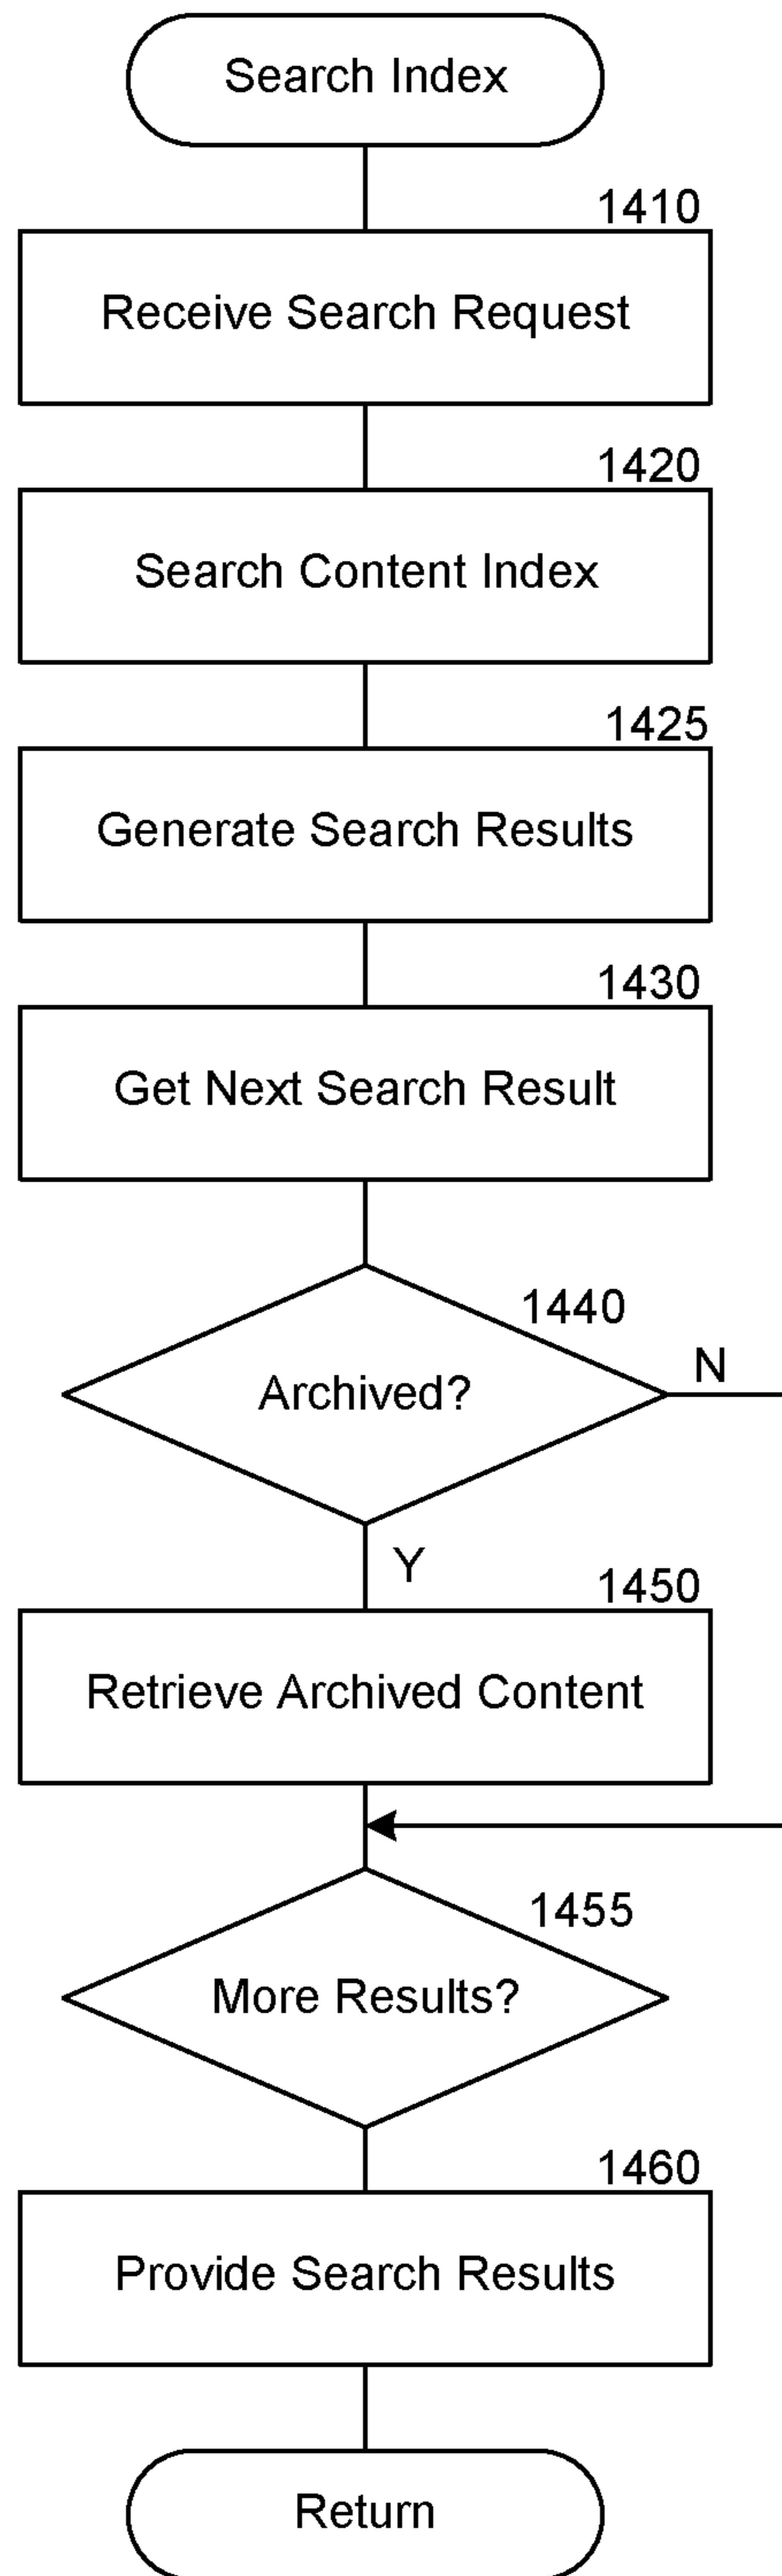 Search Index
1410
Receive Search Request
1420
Search Content Index
1425
Generate Search Results
1430
Get Next Search Result
1440
Archived?
N
Y
1450
Retrieve Archived Content
1455
More Results?
1460
Provide Search Results
Return